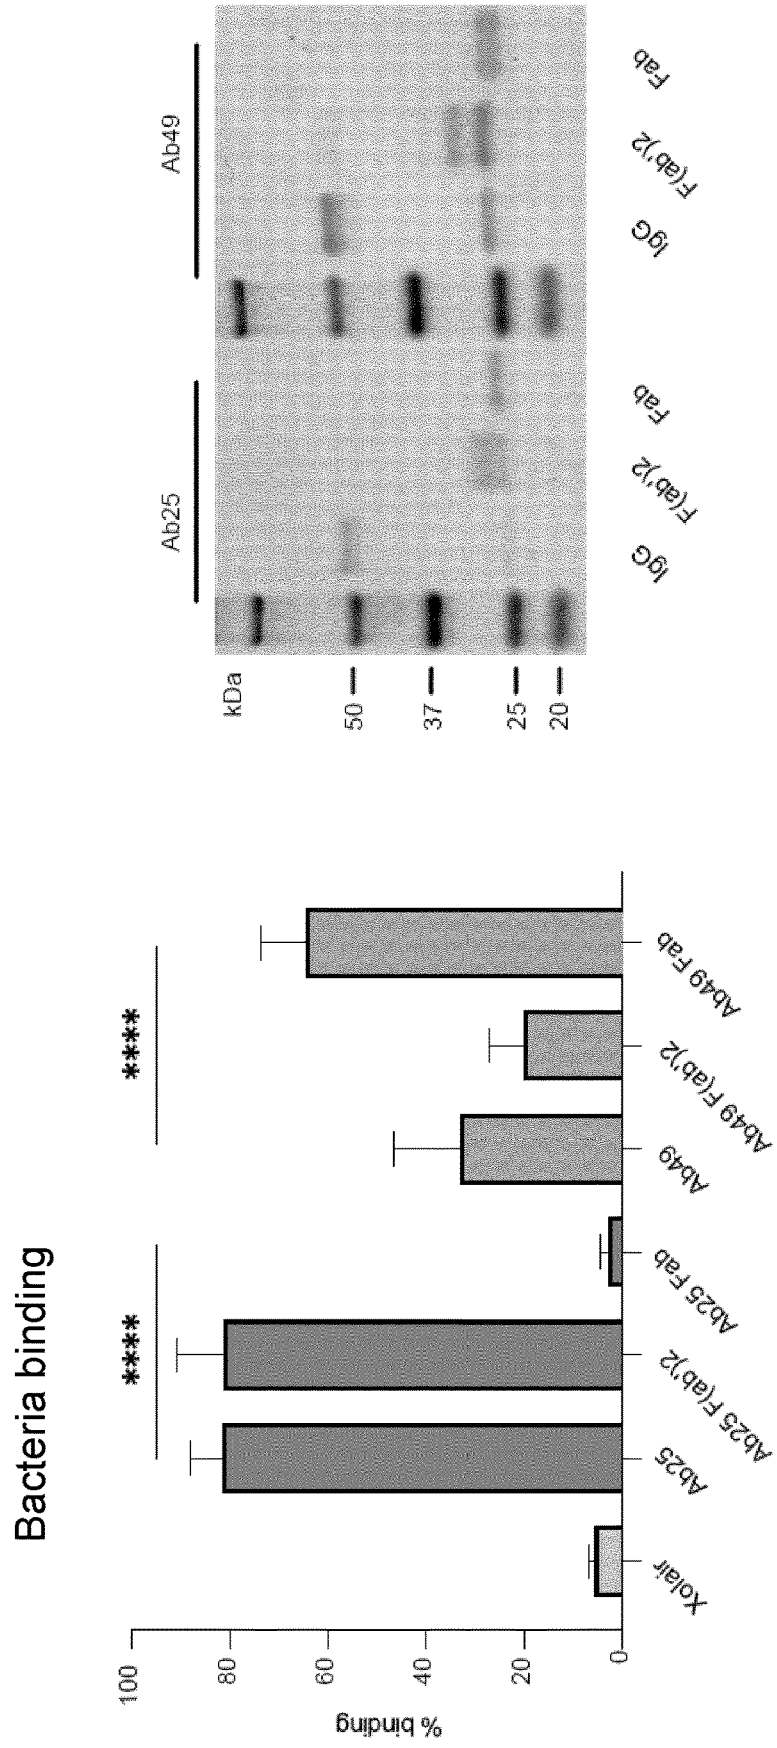 Bacteria binding
% binding
100
80
60
40
20
0
****
****
Xolair
Ab25
Ab25 F(ab')2
Ab25 Fab
Ab49
Ab49 F(ab')2
Ab49 Fab
Ab25
Ab49
kDa
50
37
25
20
IgG
F(ab')2
Fab
IgG
F(ab')2
Fab